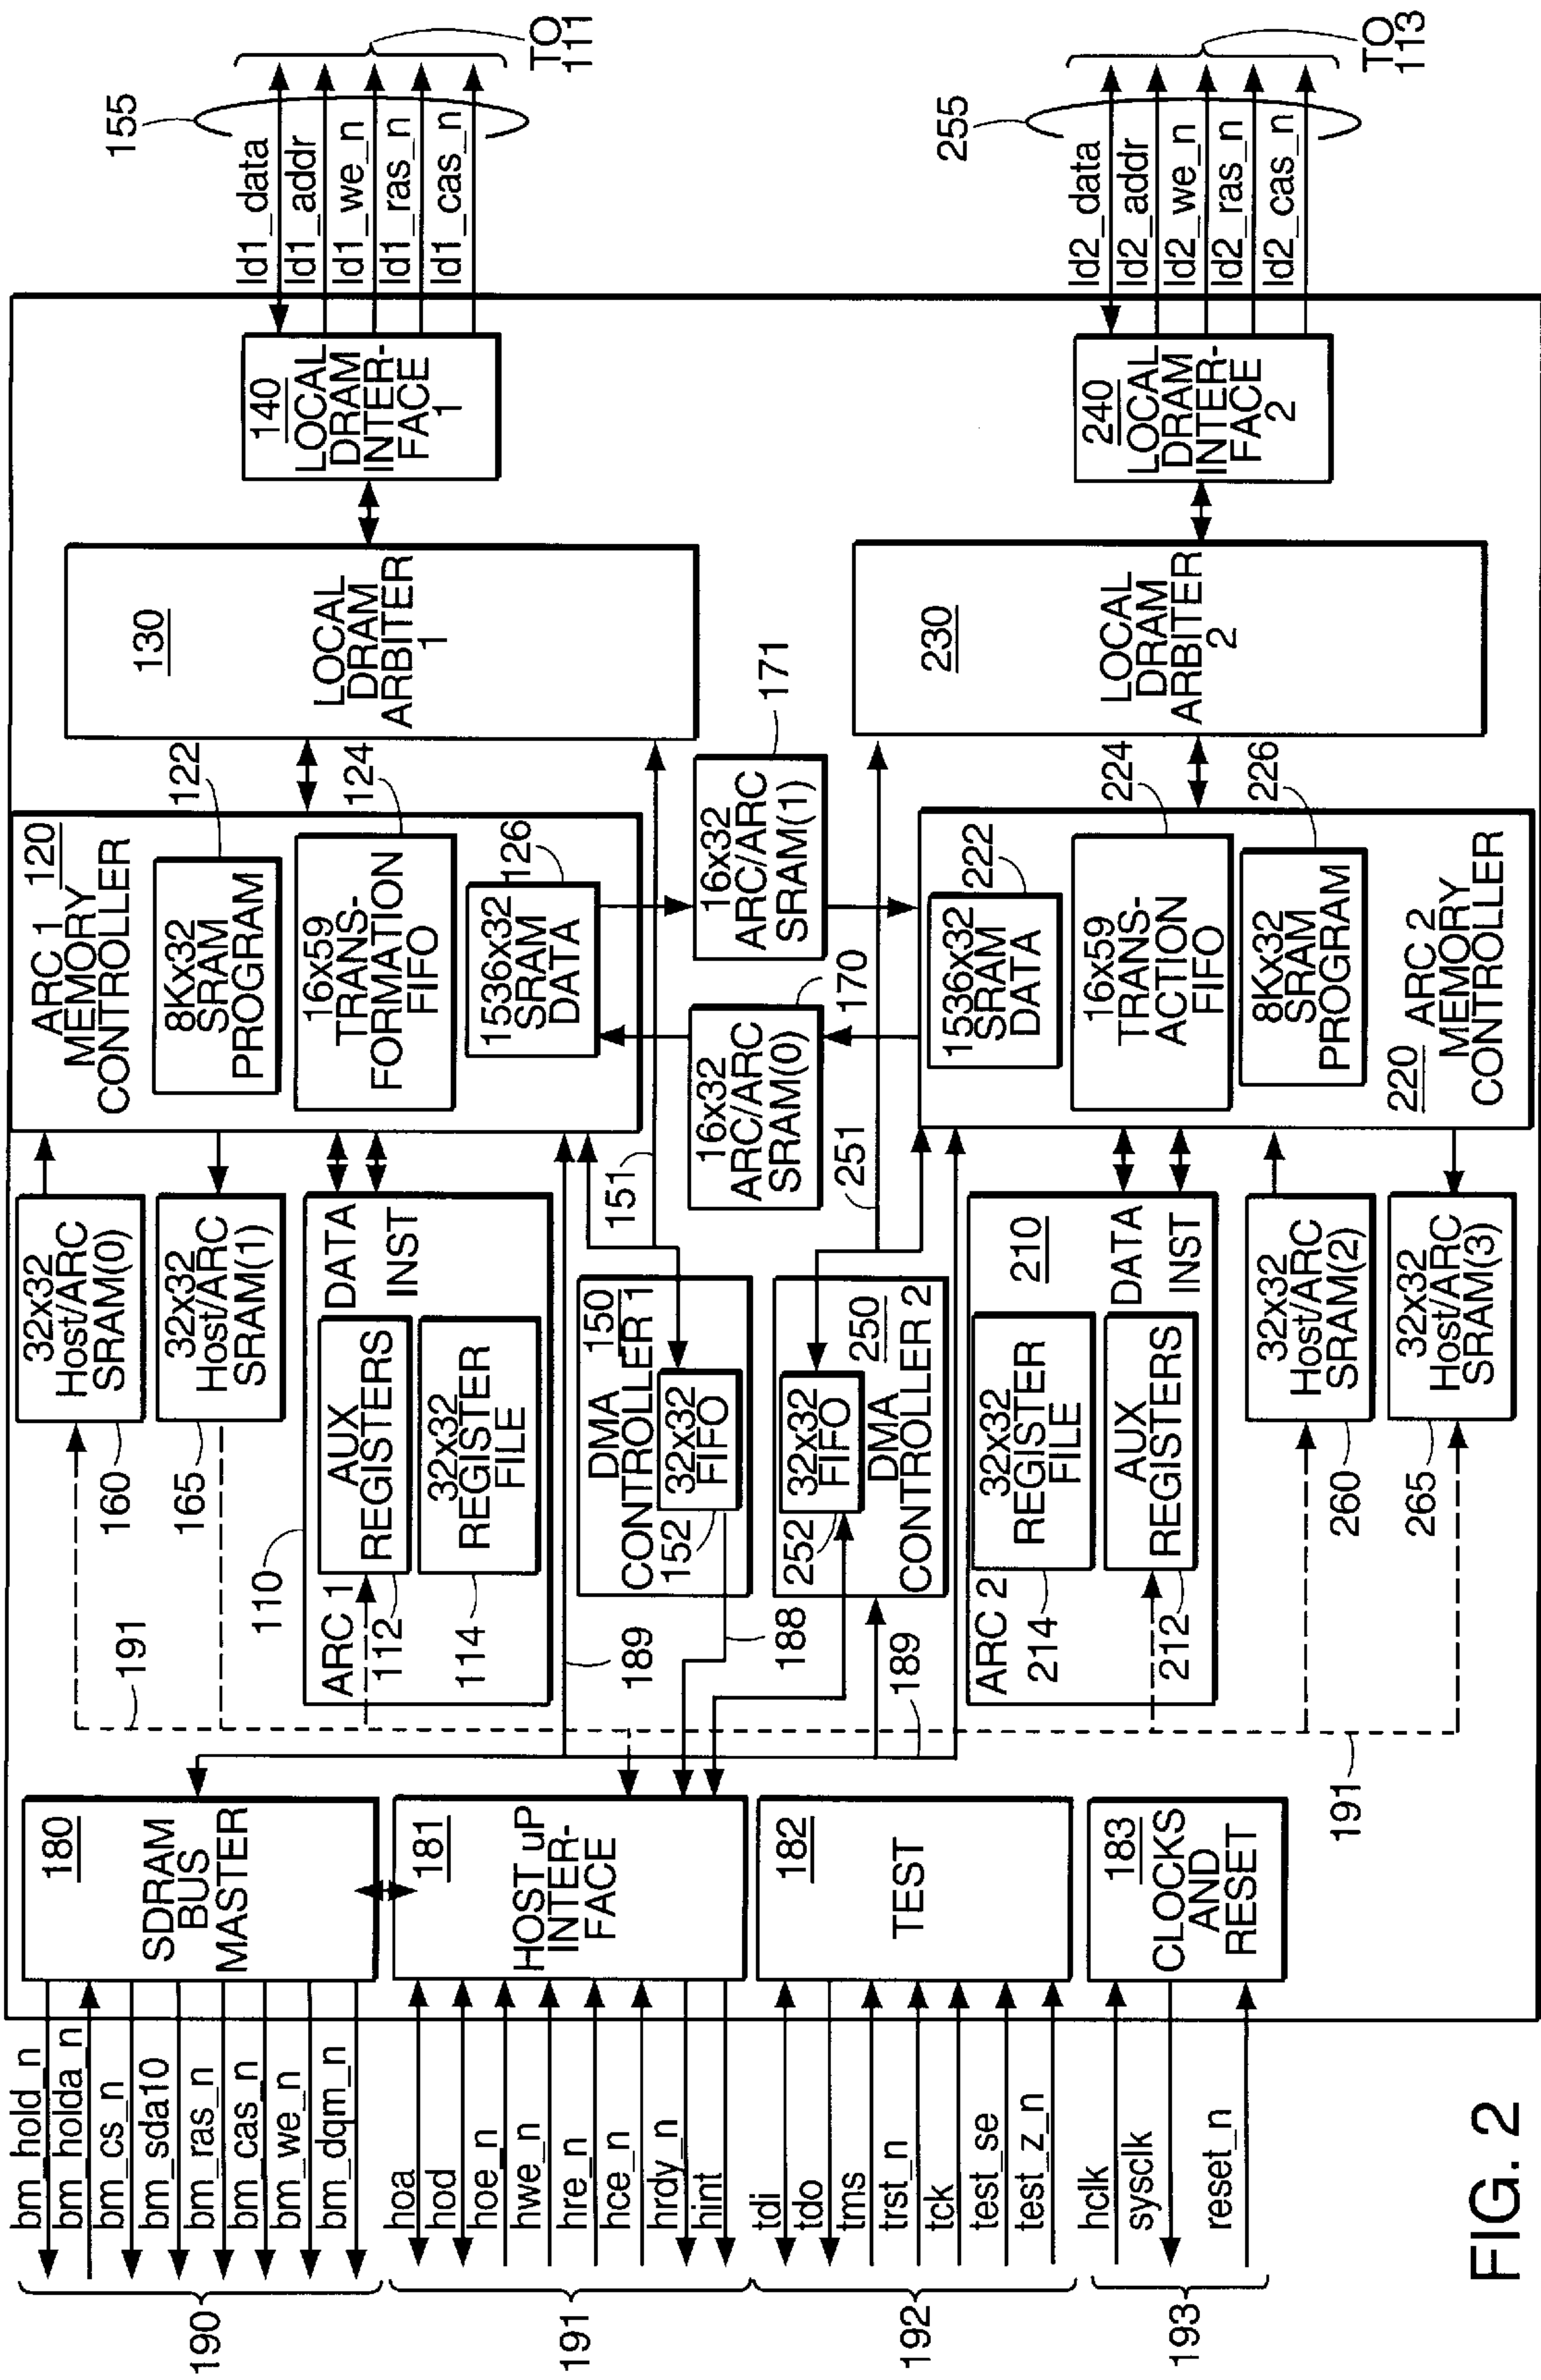 bm_hold_n
bm_holda_n
bm_cs_n
bm_sda10
bm_ras_n
bm_cas_n
bm_we_n
bm_dqm_n
190
hoa
hod
hoe_n
hwe_n
hre_n
hce_n
hrdy_n
hint
191
tdi
tdo
tms
trst_n
tck
test_se
test_z_n
192
hclk
sysclk
reset_n
193
180
SDRAM
BUS
MASTER
181
HOST uP
INTER-
FACE
182
TEST
183
CLOCKS
AND
RESET
191
189
188
189
191
32x32
Host/ARC
SRAM(0)
160
32x32
Host/ARC
SRAM(1)
165
110
ARC 1
AUX
REGISTERS
112
32x32
REGISTER
FILE
114
DATA
INST
150
DMA
CONTROLLER 1
32x32
FIFO
152
151
32x32
FIFO
252
250
DMA
CONTROLLER 2
251
210
ARC 2
32x32
REGISTER
FILE
214
AUX
REGISTERS
212
DATA
INST
32x32
Host/ARC
SRAM(2)
260
32x32
Host/ARC
SRAM(3)
265
120
ARC 1
MEMORY
CONTROLLER
8Kx32
SRAM
PROGRAM
122
16x59
TRANS-
FORMATION
FIFO
124
1536x32
SRAM
DATA
126
16x32
ARC/ARC
SRAM(0)
170
16x32
ARC/ARC
SRAM(1)
171
1536x32
SRAM
DATA
222
16x59
TRANS-
ACTION
FIFO
224
8Kx32
SRAM
PROGRAM
226
220
ARC 2
MEMORY
CONTROLLER
130
LOCAL
DRAM
ARBITER
1
230
LOCAL
DRAM
ARBITER
2
140
LOCAL
DRAM
INTER-
FACE
1
240
LOCAL
DRAM
INTER-
FACE
2
ld1_data
ld1_addr
ld1_we_n
ld1_ras_n
ld1_cas_n
155
TO
111
ld2_data
ld2_addr
ld2_we_n
ld2_ras_n
ld2_cas_n
255
TO
113
FIG. 2